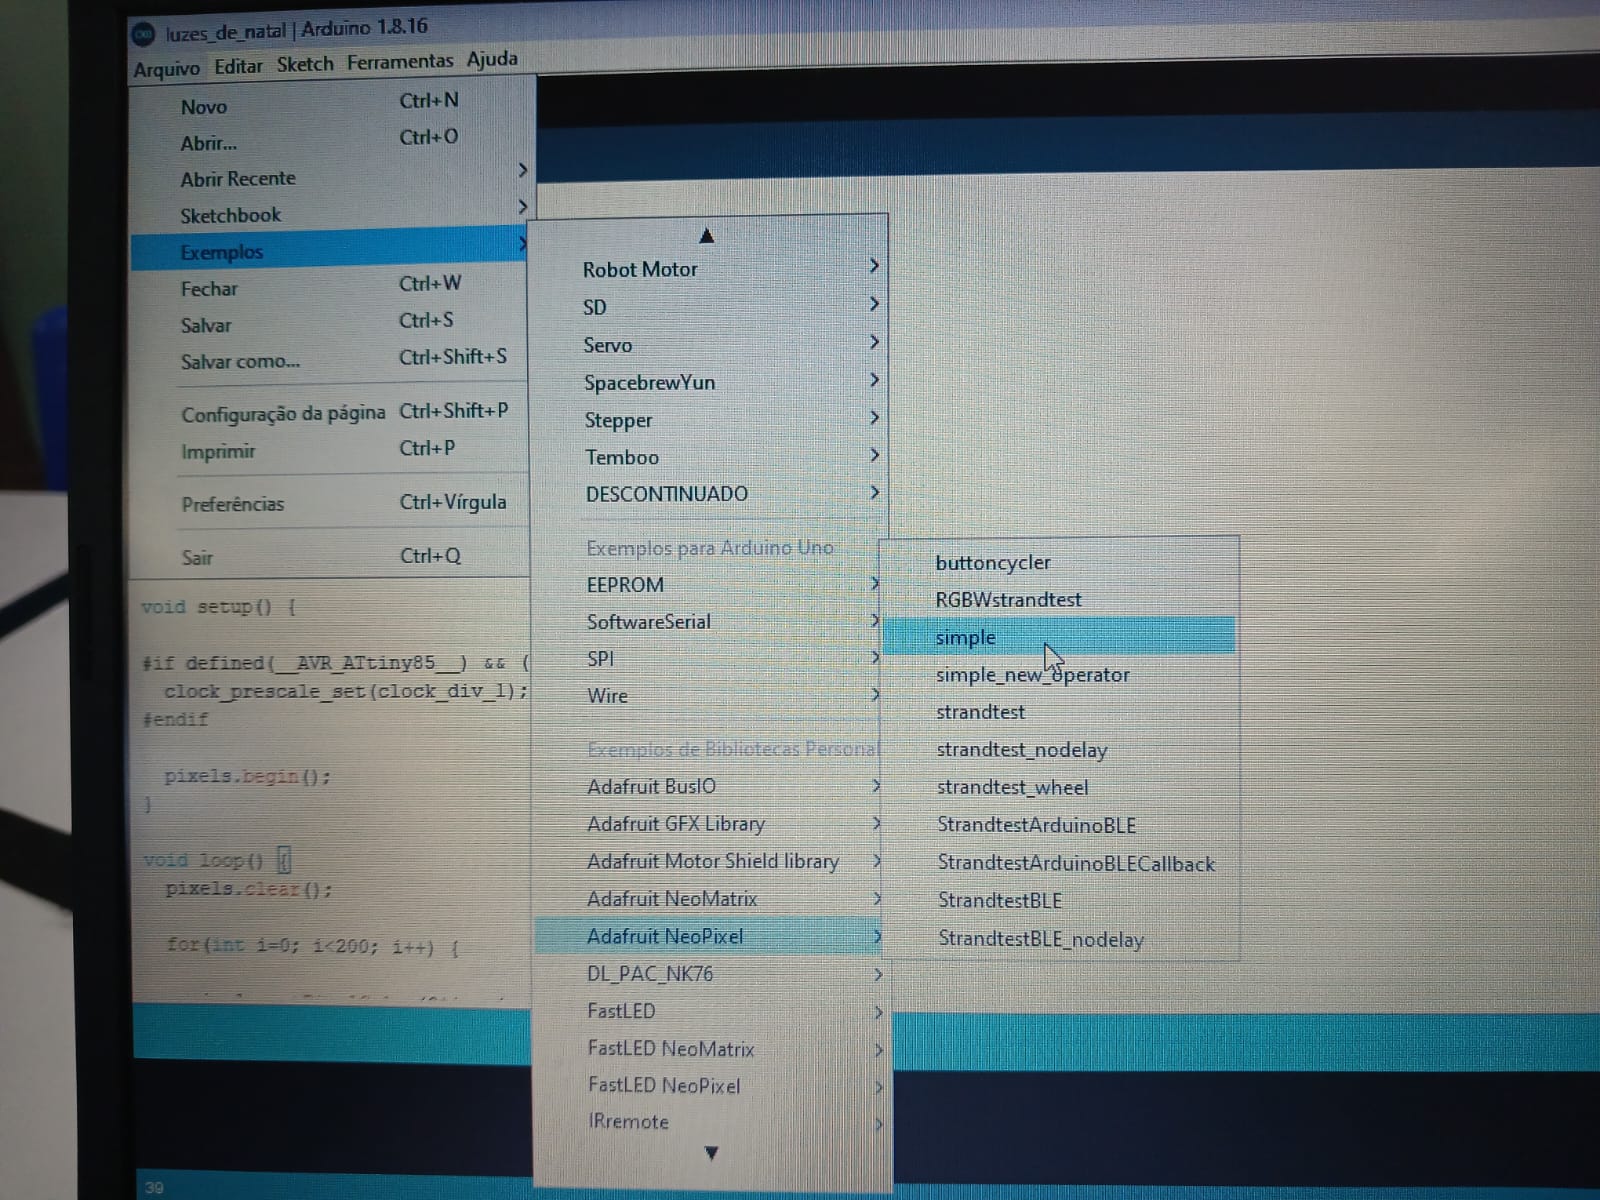 luzes_de_natal | Arduino 1.8.16
Arquivo Editar Sketch Ferramentas Ajuda
Novo Ctrl+N
Abrir... Ctrl+O
Abrir Recente
Sketchbook
Exemplos
Fechar Ctrl+W
Salvar Ctrl+S
Salvar como... Ctrl+Shift+S
Configuração da página Ctrl+Shift+P
Imprimir Ctrl+P
Preferências Ctrl+Vírgula
Sair Ctrl+Q
void setup() {
#if defined(__AVR_ATtiny85__) && (
clock_prescale_set(clock_div_1);
#endif
pixels.begin();
}
void loop() {
pixels.clear();
for(int i=0; i<200; i++) {
39
Robot Motor
SD
Servo
SpacebrewYun
Stepper
Temboo
DESCONTINUADO
Exemplos para Arduino Uno
EEPROM
SoftwareSerial
SPI
Wire
Exemplos de Bibliotecas Personal
Adafruit BusIO
Adafruit GFX Library
Adafruit Motor Shield library
Adafruit NeoMatrix
Adafruit NeoPixel
DL_PAC_NK76
FastLED
FastLED NeoMatrix
FastLED NeoPixel
IRremote
buttoncycler
RGBWstrandtest
simple
simple_new_operator
strandtest
strandtest_nodelay
strandtest_wheel
StrandtestArduinoBLE
StrandtestArduinoBLECallback
StrandtestBLE
StrandtestBLE_nodelay